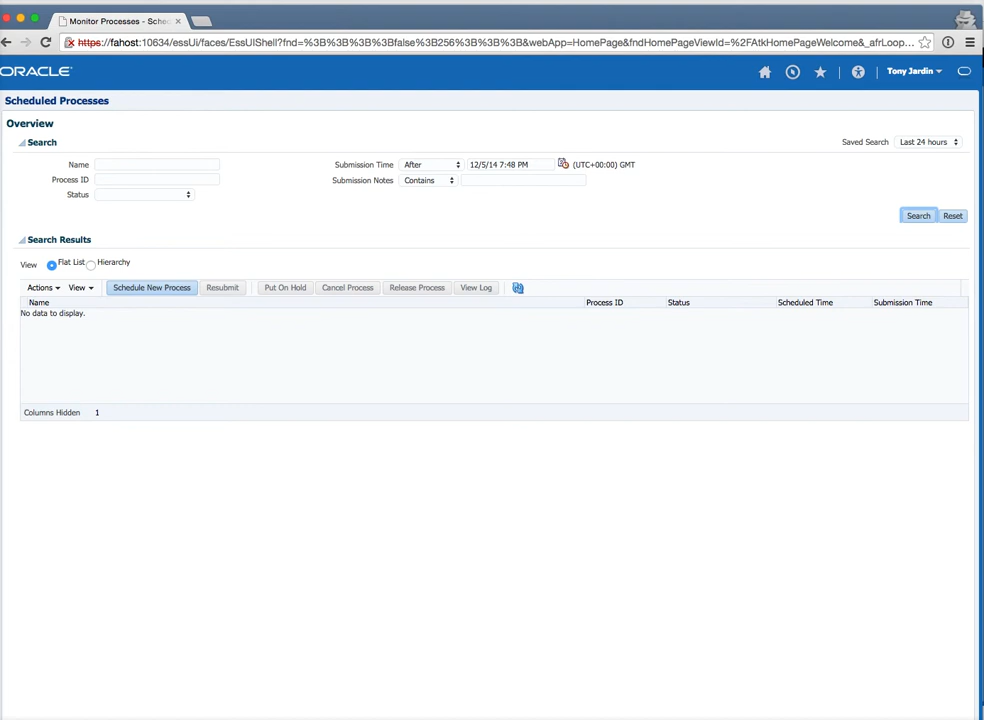 Monitor Processes - Sche
https://fahost:10634/essUi/faces/EssUIShell?fnd=%3B%3B%3B%3Bfalse%3B256%3B%3B%3B&webApp=HomePage&fndHomePageViewId=%2FAtkHomePageWelcome&_afrLoop...
ORACLE
Tony Jardin
Scheduled Processes
Overview
Search
Saved Search Last 24 hours
Name Submission Time After 12/5/14 7:48 PM (UTC+00:00) GMT
Process ID Submission Notes Contains
Status
Search Reset
Search Results
View Flat List Hierarchy
Actions View Schedule New Process Resubmit Put On Hold Cancel Process Release Process View Log
Name Process ID Status Scheduled Time Submission Time
No data to display.
Columns Hidden 1